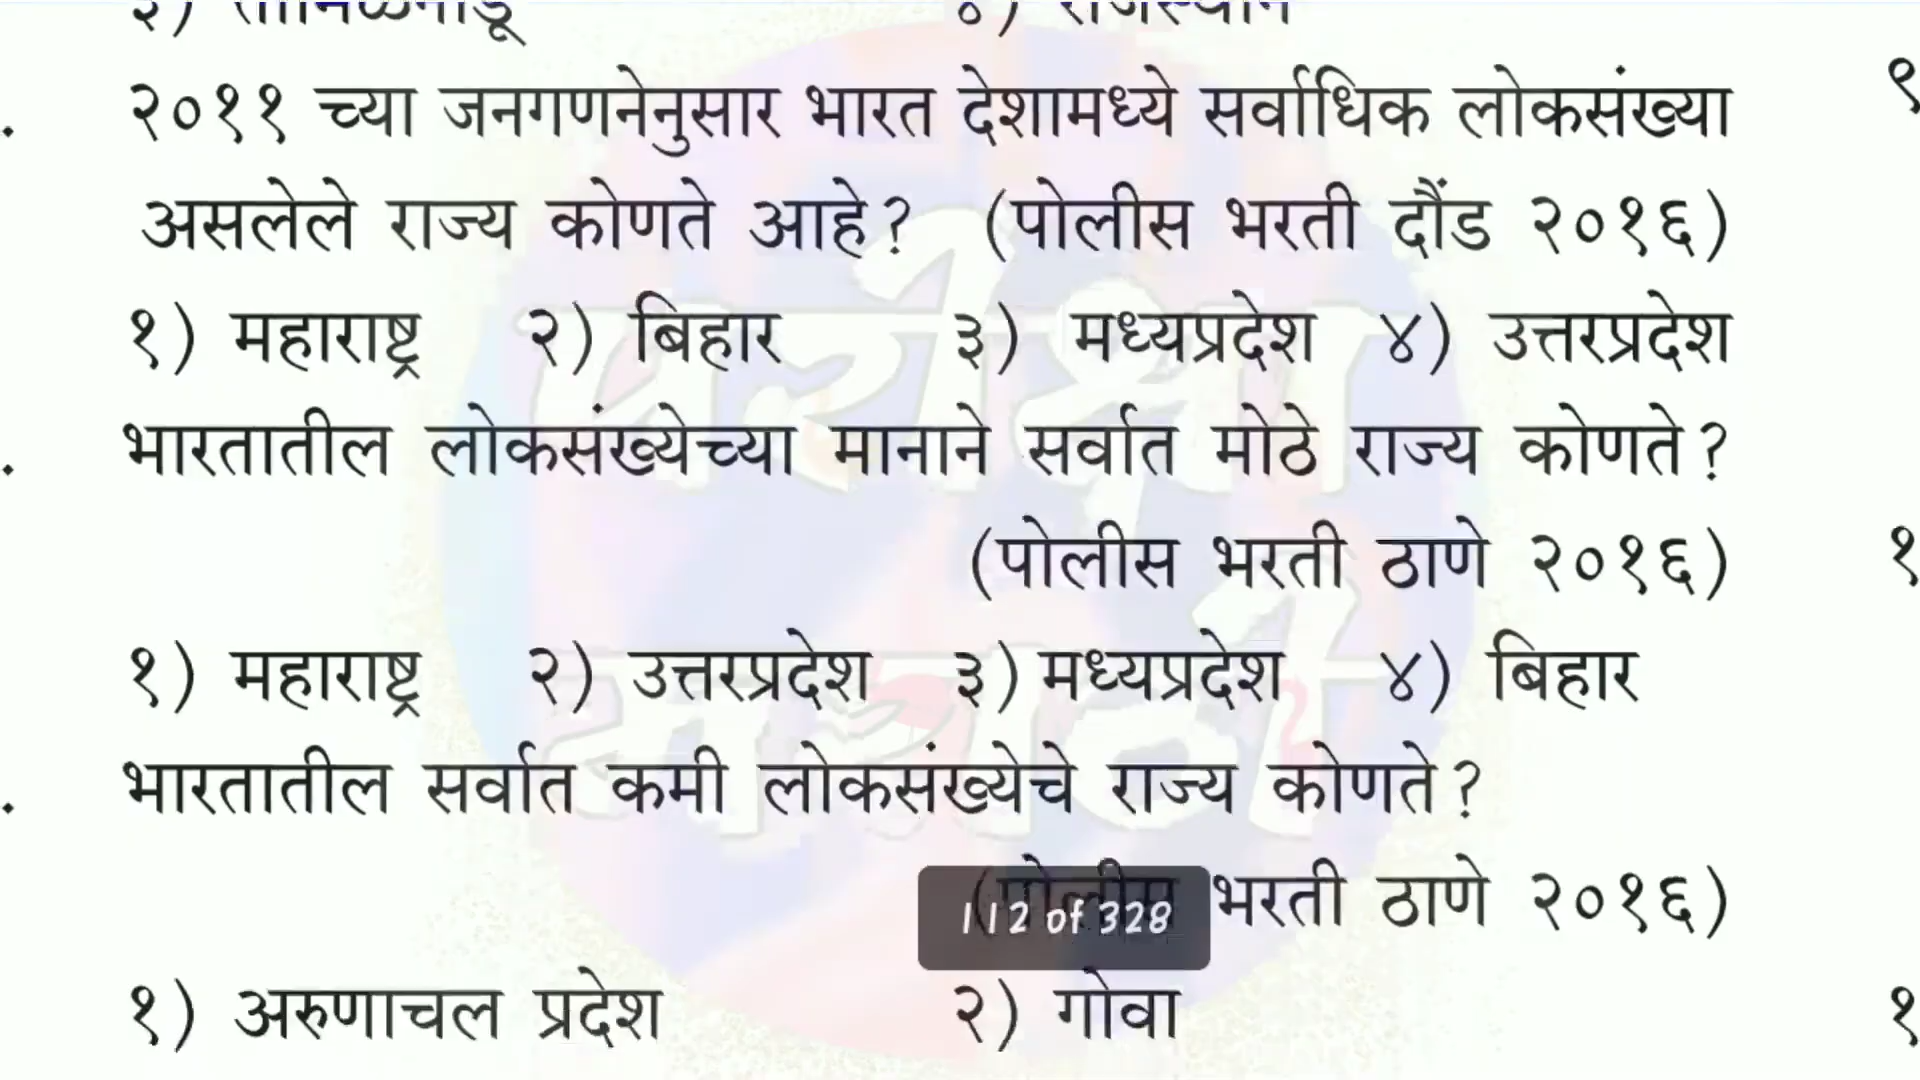 २०११ च्या जनगणनेनुसार भारत देशामध्ये सर्वाधिक लोकसंख्या
असलेले राज्य कोणते आहे? (पोलीस भरती दौंड २०१६)
१) महाराष्ट्र २) बिहार ३) मध्यप्रदेश ४) उत्तरप्रदेश
भारतातील लोकसंख्येच्या मानाने सर्वात मोठे राज्य कोणते?
(पोलीस भरती ठाणे २०१६)
१) महाराष्ट्र २) उत्तरप्रदेश ३) मध्यप्रदेश ४) बिहार
भारतातील सर्वात कमी लोकसंख्येचे राज्य कोणते?
(पोलीस भरती ठाणे २०१६)
112 of 328
१) अरुणाचल प्रदेश २) गोवा
परीक्षा
मराठी